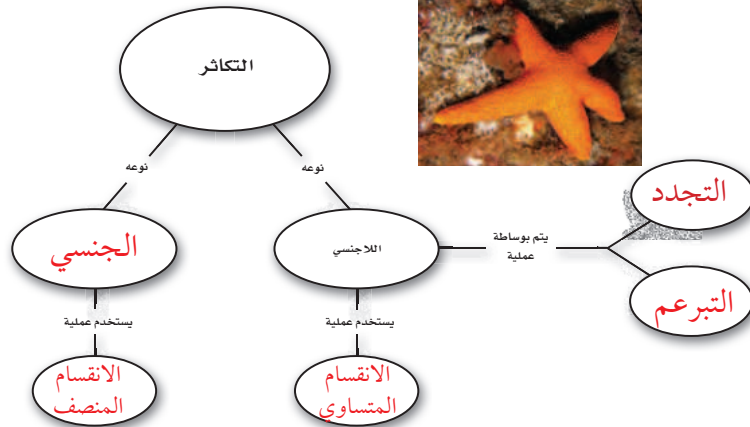 التكاثر
نوعه
نوعه
التجدد
الجنسي
اللاجنسي
يتم بوساطة
عملية
التبرعم
يستخدم عملية
يستخدم عملية
الانقسام
المتساوي
الانقسام
المنصف